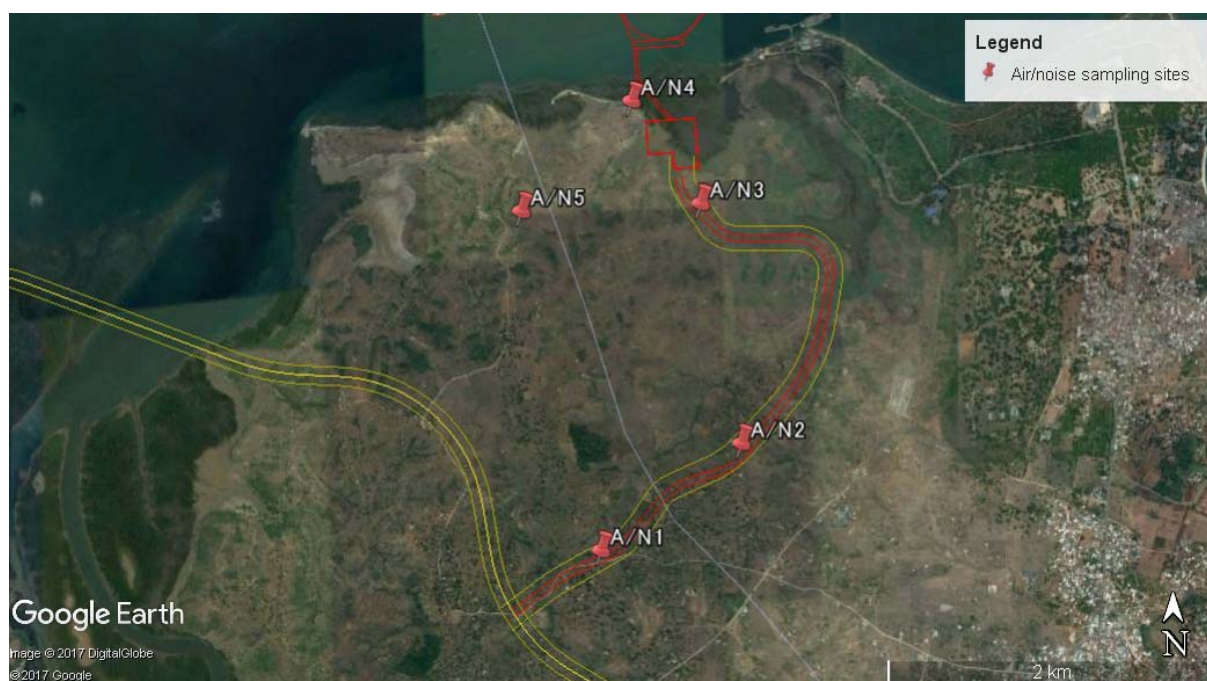 Legend
Air/noise sampling sites
A/N4
A/N5
A/N3
A/N2
A/N1
Google Earth
Image © 2017 DigitalGlobe
© 2017 Google
N
2 km